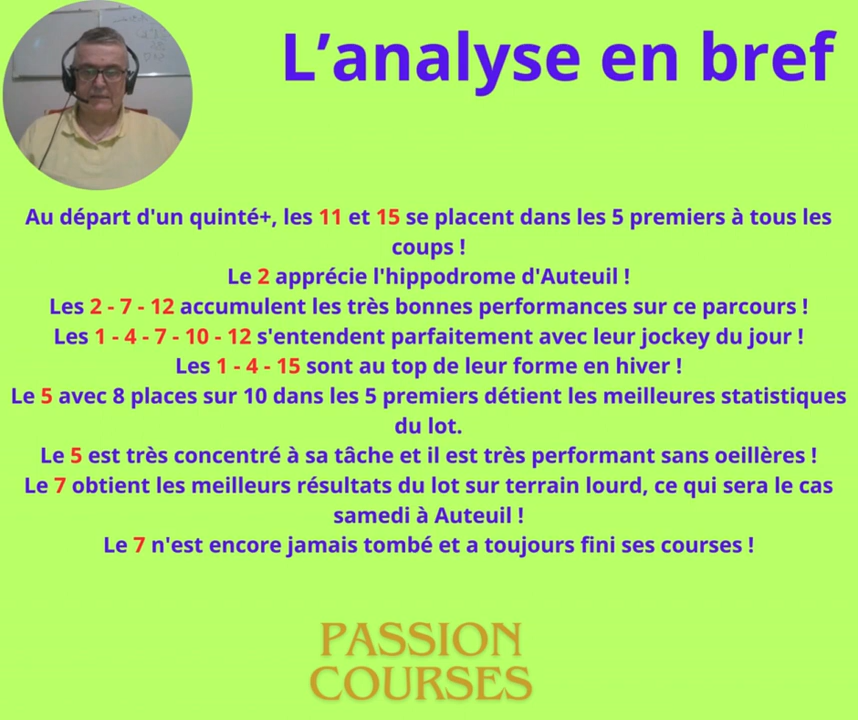 L'analyse en bref
Au départ d'un quinté+, les 11 et 15 se placent dans les 5 premiers à tous les
coups !
Le 2 apprécie l'hippodrome d'Auteuil !
Les 2 - 7 - 12 accumulent les très bonnes performances sur ce parcours !
Les 1 - 4 - 7 - 10 - 12 s'entendent parfaitement avec leur jockey du jour !
Les 1 - 4 - 15 sont au top de leur forme en hiver !
Le 5 avec 8 places sur 10 dans les 5 premiers détient les meilleures statistiques
du lot.
Le 5 est très concentré à sa tâche et il est très performant sans oeillères !
Le 7 obtient les meilleurs résultats du lot sur terrain lourd, ce qui sera le cas
samedi à Auteuil !
Le 7 n'est encore jamais tombé et a toujours fini ses courses !
PASSION
COURSES